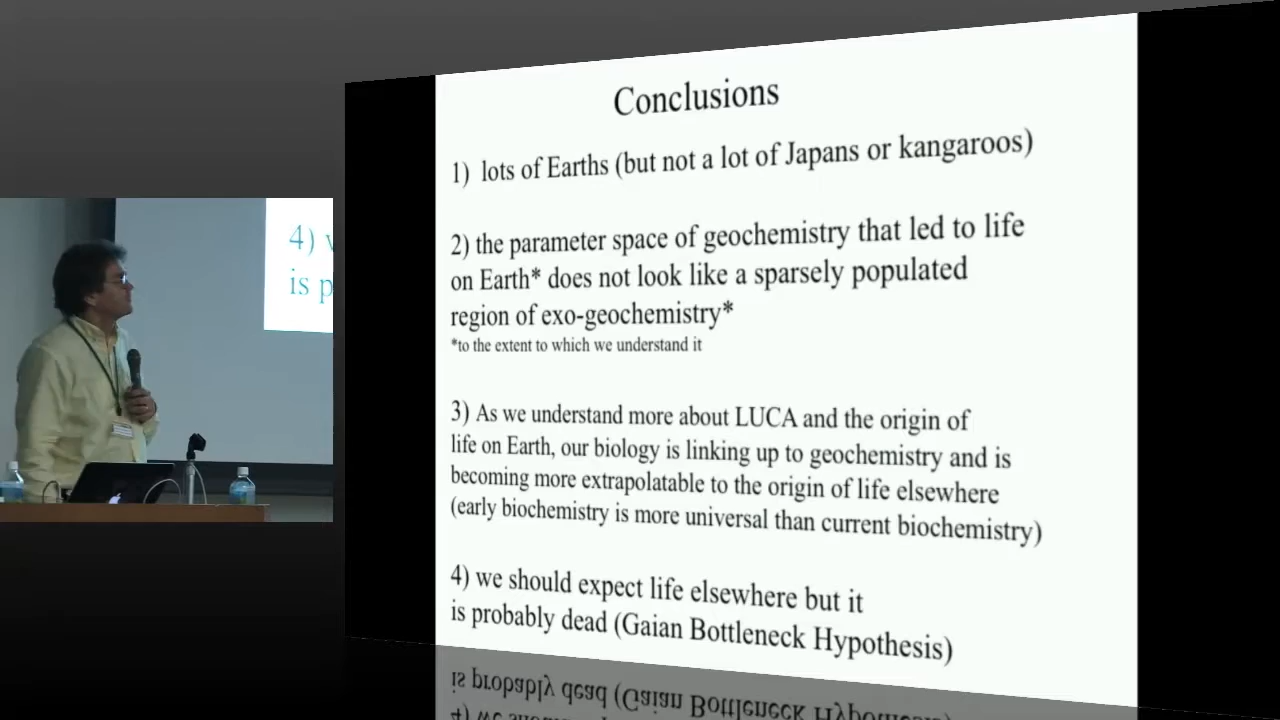 Conclusions
1) lots of Earths (but not a lot of Japans or kangaroos)
2) the parameter space of geochemistry that led to life
on Earth* does not look like a sparsely populated
region of exo-geochemistry*
*to the extent to which we understand it
3) As we understand more about LUCA and the origin of
life on Earth, our biology is linking up to geochemistry and is
becoming more extrapolatable to the origin of life elsewhere
(early biochemistry is more universal than current biochemistry)
4) we should expect life elsewhere but it
is probably dead (Gaian Bottleneck Hypothesis)
4) w
is p